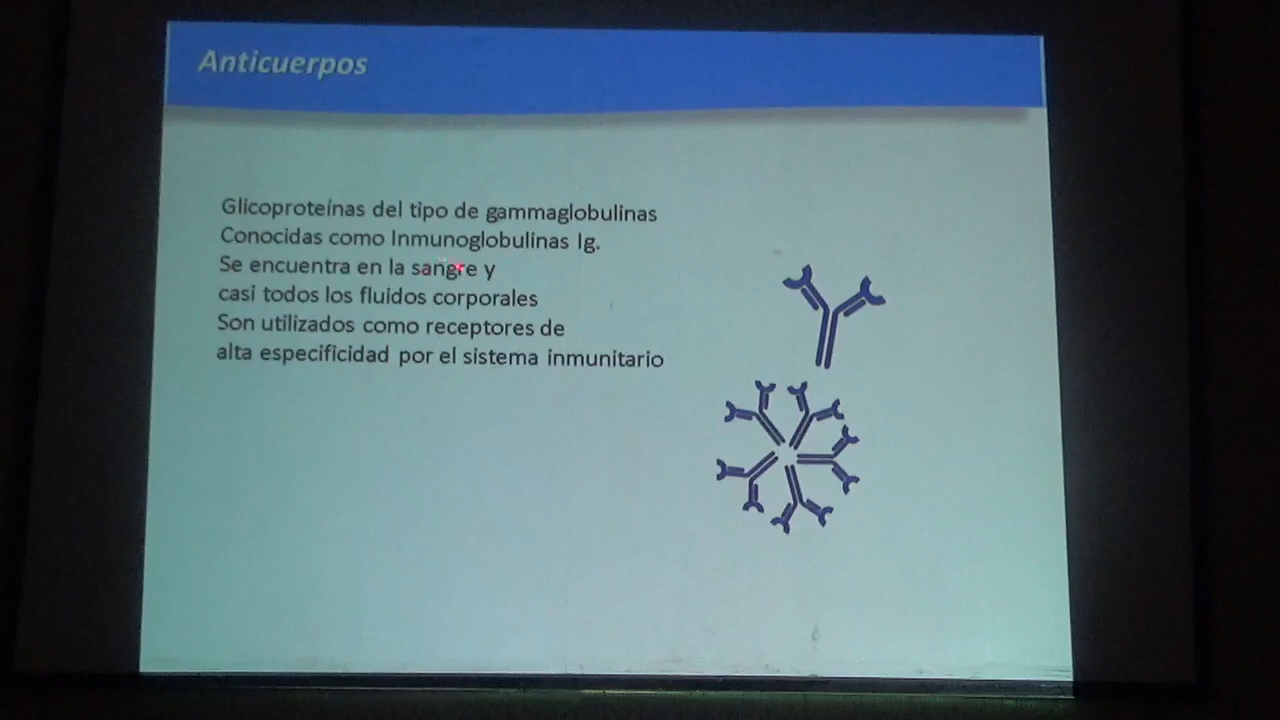 Anticuerpos
Glicoproteínas del tipo de gammaglobulinas
Conocidas como Inmunoglobulinas Ig.
Se encuentra en la sangre y
casi todos los fluidos corporales
Son utilizados como receptores de
alta especificidad por el sistema inmunitario